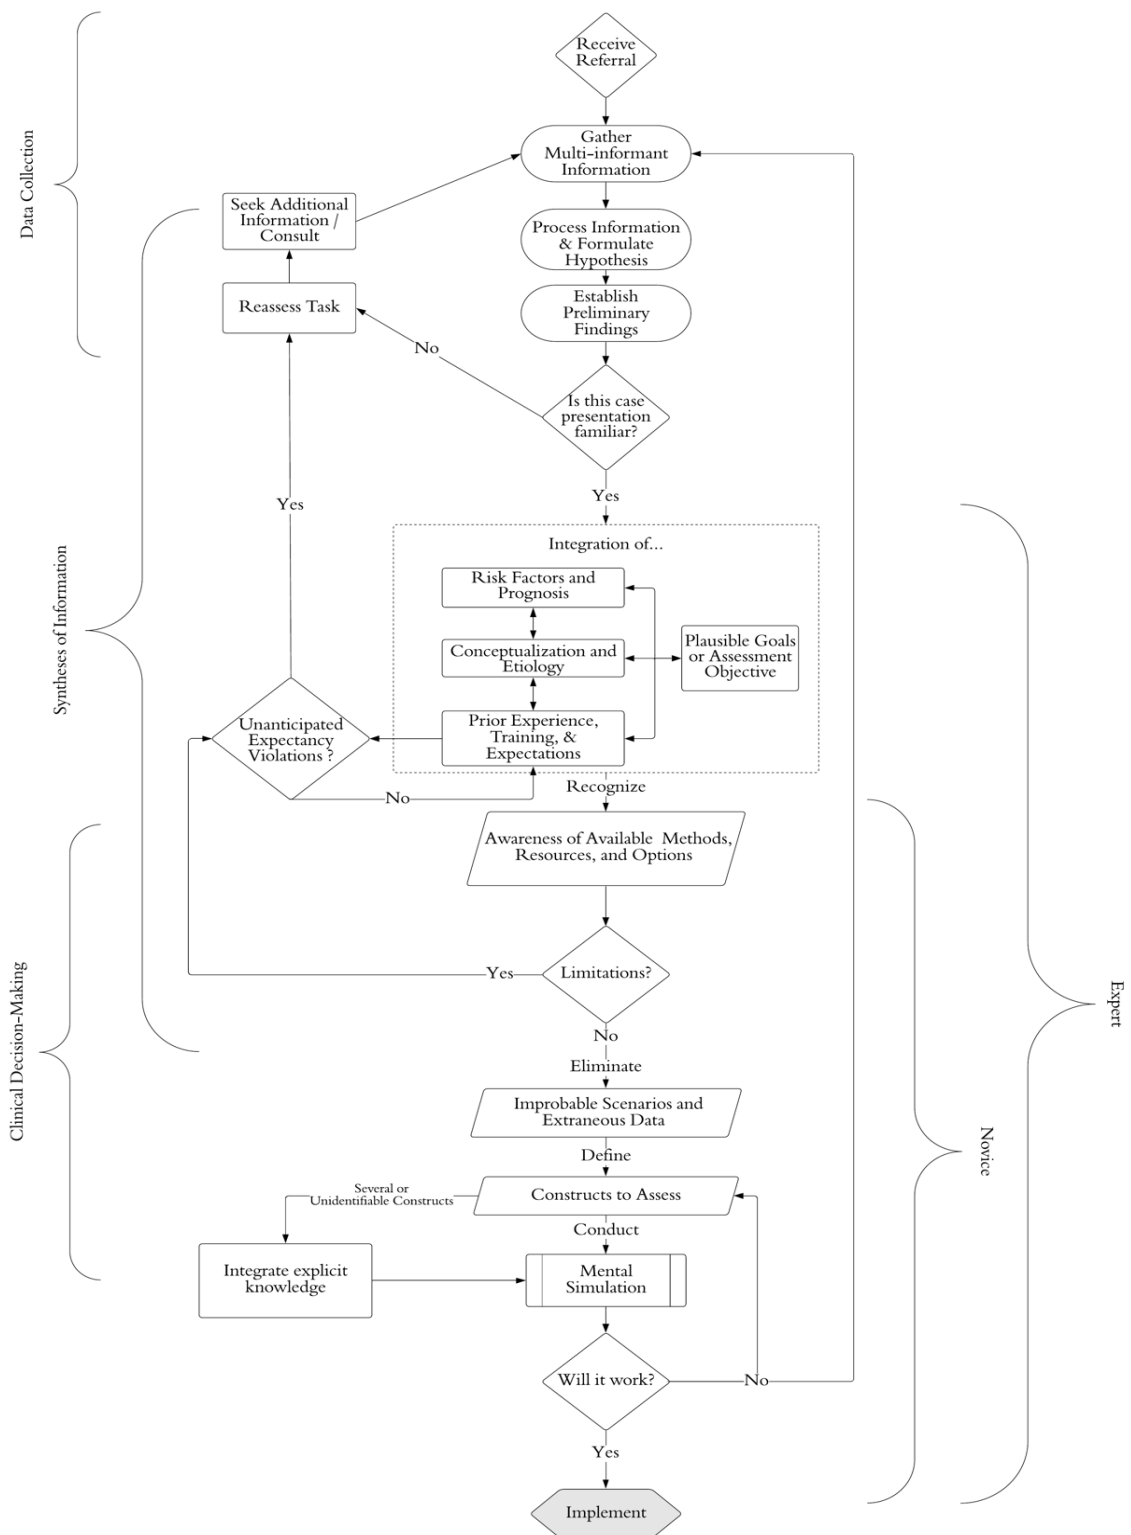 Receive
Referral
Data Collection
Gather
Multi-informant
Information
Seek Additional
Information /
Consult
Process Information
& Formulate
Hypothesis
Reassess Task
Establish
Preliminary
Findings
No
Is this case
presentation
familiar?
Yes
Yes
Integration of...
Syntheses of Information
Risk Factors and
Prognosis
Conceptualization and
Etiology
Plausible Goals
or Assessment
Objective
Prior Experience,
Training, &
Expectations
Unanticipated
Expectancy
Violations ?
No
Recognize
Awareness of Available Methods,
Resources, and Options
Limitations?
Yes
No
Clinical Decision-Making
Expert
Eliminate
Improbable Scenarios and
Extraneous Data
Define
Novice
Constructs to Assess
Several or
Unidentifiable Constructs
Conduct
Integrate explicit
knowledge
Mental
Simulation
Will it work?
No
Yes
Implement